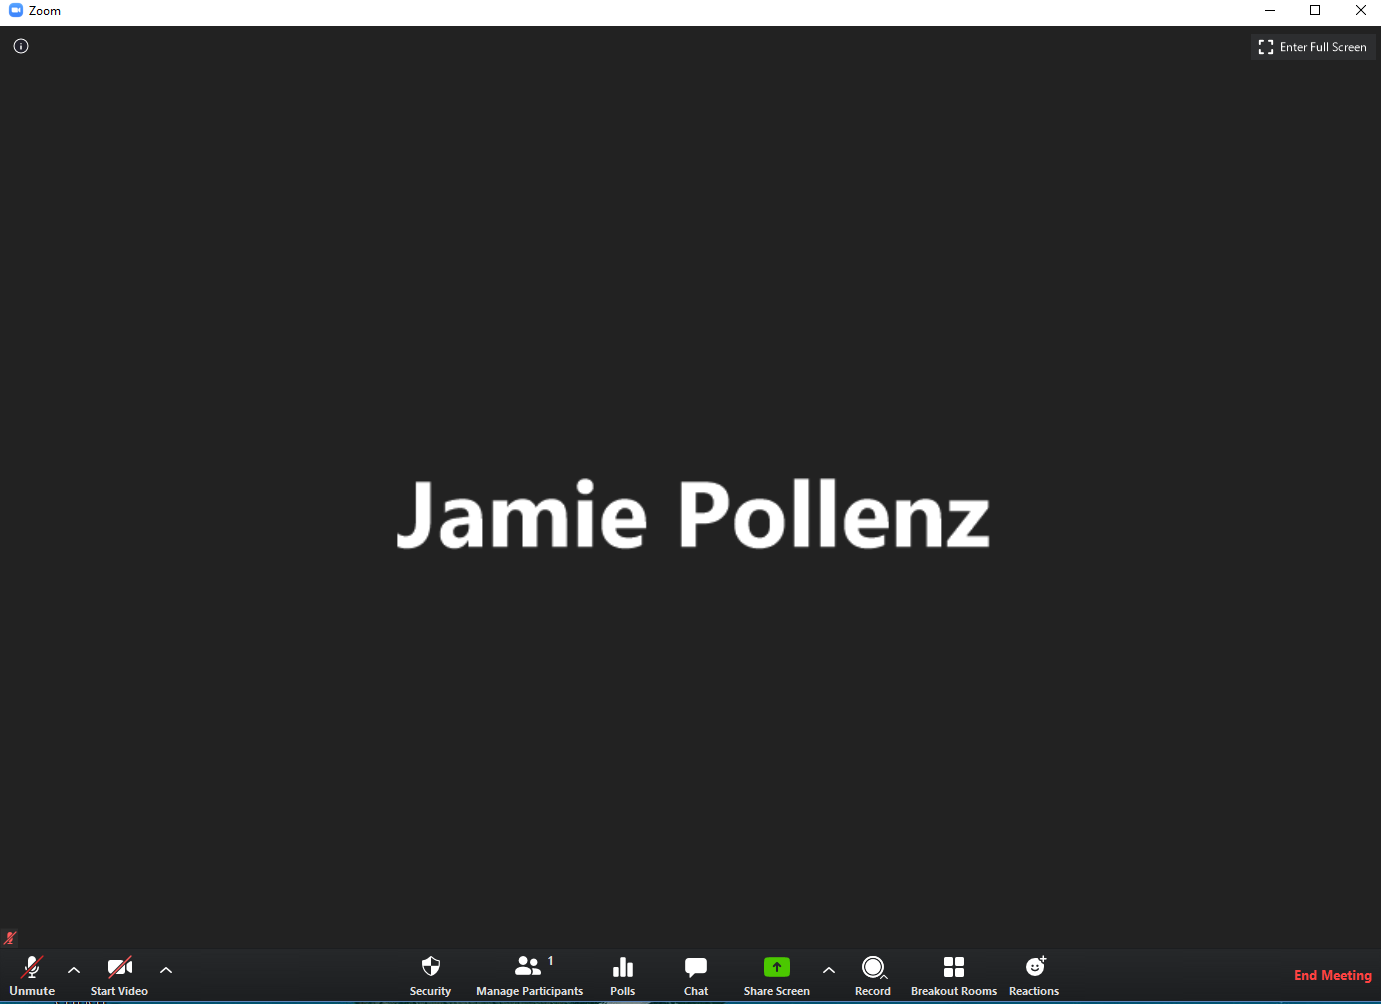 Zoom
Enter Full Screen
Jamie Pollenz
Unmute
Start Video
Security
Manage Participants
1
Polls
Chat
Share Screen
Record
Breakout Rooms
Reactions
End Meeting